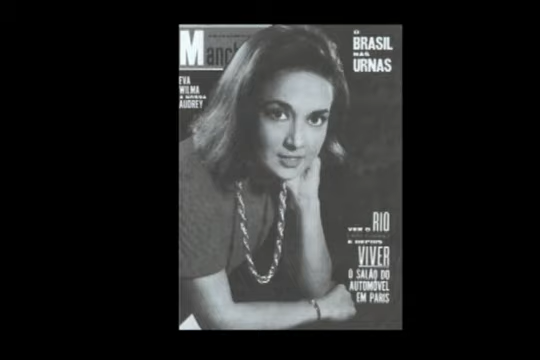 Manch
O
BRASIL
NAS
URNAS
EVA
WILMA
A NOSSA
AUDREY
VER O RIO
E DEPOIS
VIVER
O SALÃO DO
AUTOMÓVEL
EM PARIS